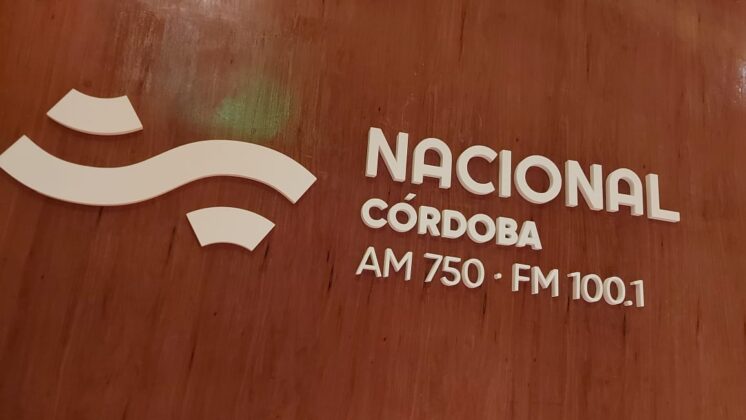 NACIONAL
CÓRDOBA
AM 750 · FM 100.1